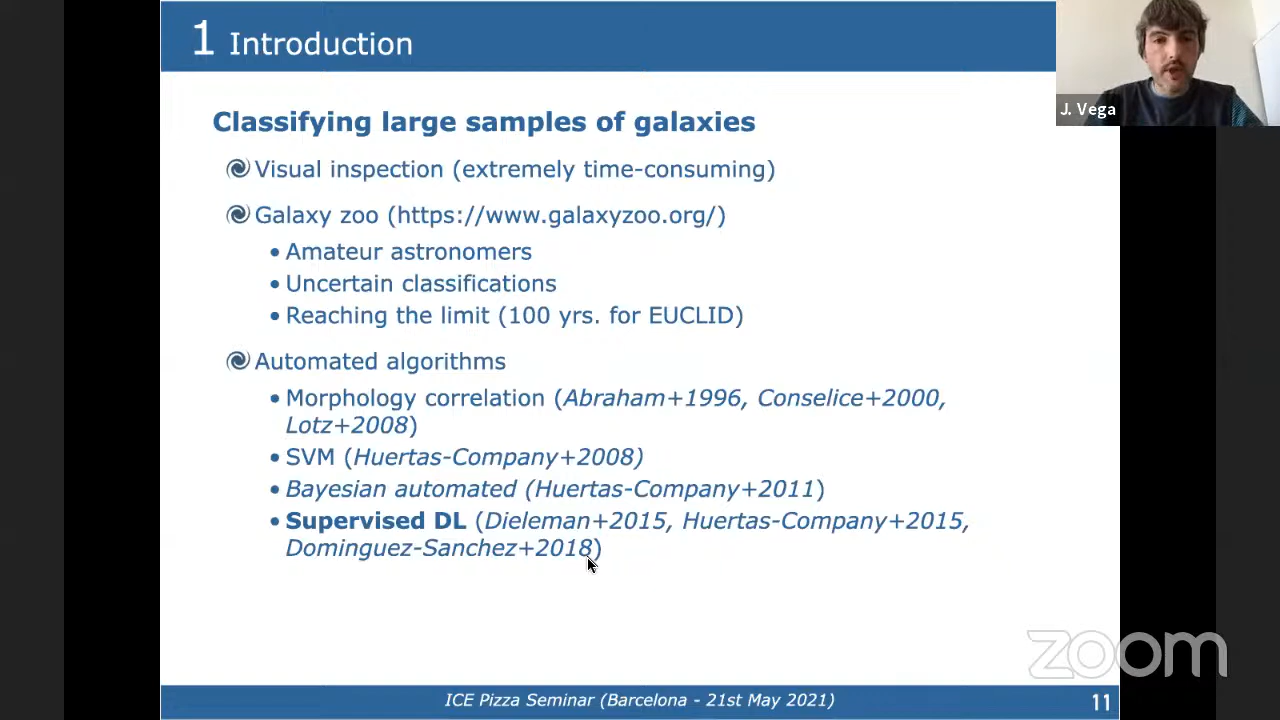 1 Introduction
J. Vega
Classifying large samples of galaxies
Visual inspection (extremely time-consuming)
Galaxy zoo (https://www.galaxyzoo.org/)
• Amateur astronomers
• Uncertain classifications
• Reaching the limit (100 yrs. for EUCLID)
Automated algorithms
• Morphology correlation (Abraham+1996, Conselice+2000,
Lotz+2008)
• SVM (Huertas-Company+2008)
• Bayesian automated (Huertas-Company+2011)
• Supervised DL (Dieleman+2015, Huertas-Company+2015,
Dominguez-Sanchez+2018)
zoom
ICE Pizza Seminar (Barcelona - 21st May 2021)
11